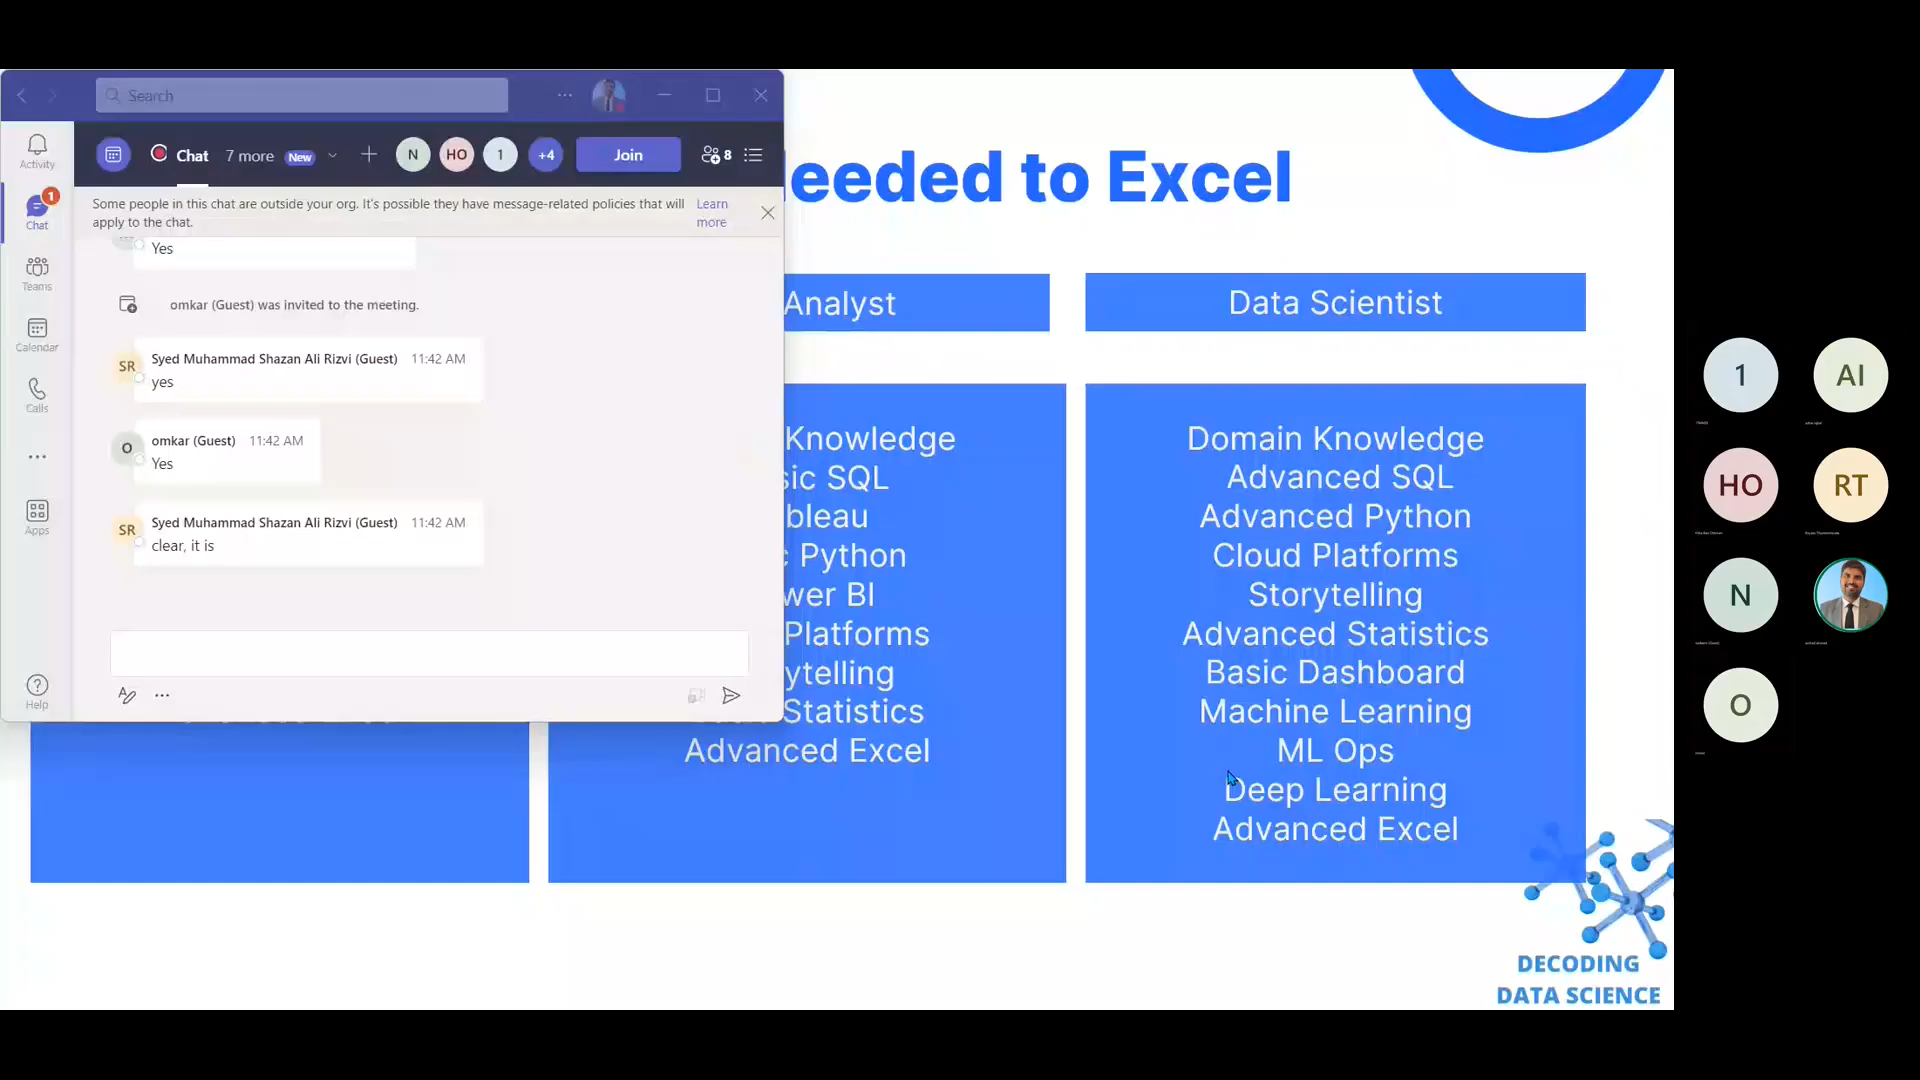 Search
Activity
Chat
7 more
New
N
HO
1
+4
Join
8
1
Chat
Teams
Calendar
Calls
Apps
Help
Some people in this chat are outside your org. It's possible they have message-related policies that will
apply to the chat.
Learn
more
Yes
omkar (Guest) was invited to the meeting.
SR
Syed Muhammad Shazan Ali Rizvi (Guest) 11:42 AM
yes
O
omkar (Guest) 11:42 AM
Yes
SR
Syed Muhammad Shazan Ali Rizvi (Guest) 11:42 AM
clear, it is
eeded to Excel
Analyst
Knowledge
ic SQL
bleau
Python
wer BI
Platforms
ytelling
Statistics
Advanced Excel
Data Scientist
Domain Knowledge
Advanced SQL
Advanced Python
Cloud Platforms
Storytelling
Advanced Statistics
Basic Dashboard
Machine Learning
ML Ops
Deep Learning
Advanced Excel
DECODING
DATA SCIENCE
1
AI
HO
RT
N
O